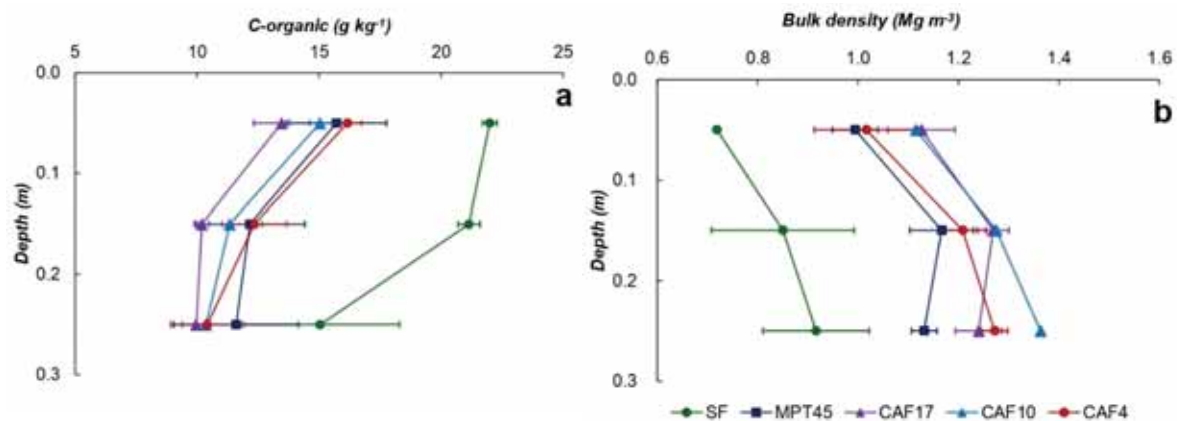 C-organic (g kg-1)
5 10 15 20 25
0.0
0.1
0.2
0.3
Depth (m)
a
Bulk density (Mg m-3)
0.6 0.8 1.0 1.2 1.4 1.6
0.0
0.1
0.2
0.3
Depth (m)
b
SF MPT45 CAF17 CAF10 CAF4